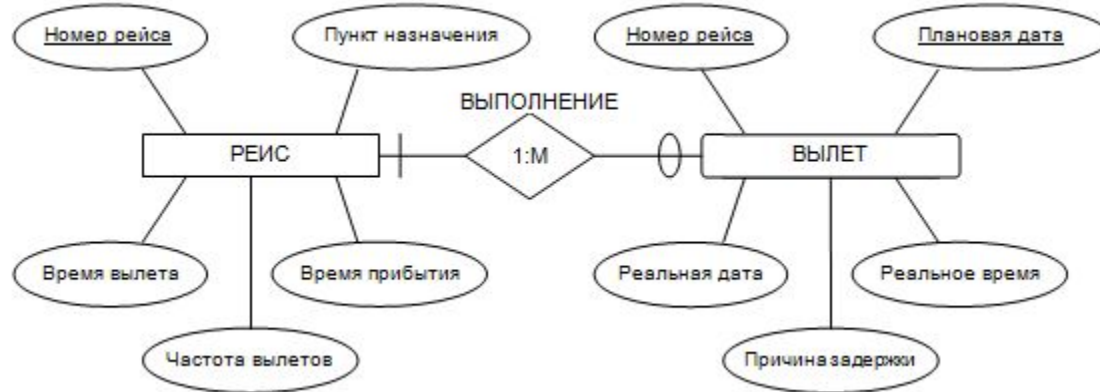 Номер рейса
Пункт назначения
Номер рейса
Плановая дата
ВЫПОЛНЕНИЕ
РЕИС
1:М
ВЫЛЕТ
Время вылета
Время прибытия
Реальная дата
Реальное время
Частота вылетов
Причина задержки